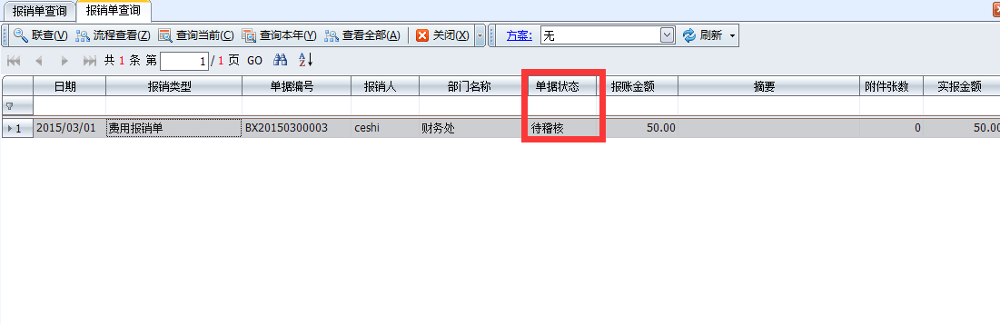 报销单查询 报销单查询
联查(V) 流程查看(Z) 查询当前(C) 查询本年(Y) 查看全部(A) 关闭(X) 方案: 无 刷新
共 1 条 第 1 / 1 页 GO
日期 报销类型 单据编号 报销人 部门名称 单据状态 报账金额 摘要 附件张数 实报金额
1 2015/03/01 费用报销单 BX20150300003 ceshi 财务处 待稽核 50.00 0 50.00